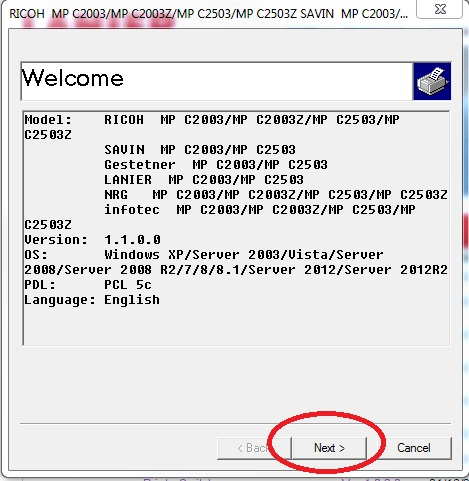 RICOH MP C2003/MP C2003Z/MP C2503/MP C2503Z SAVIN MP C2003/...
Welcome
Model: RICOH MP C2003/MP C2003Z/MP C2503/MP
C2503Z
SAVIN MP C2003/MP C2503
Gestetner MP C2003/MP C2503
LANIER MP C2003/MP C2503
NRG MP C2003/MP C2003Z/MP C2503/MP C2503Z
infotec MP C2003/MP C2003Z/MP C2503/MP
C2503Z
Version: 1.1.0.0
OS: Windows XP/Server 2003/Vista/Server
2008/Server 2008 R2/7/8/8.1/Server 2012/Server 2012R2
PDL: PCL 5c
Language: English
< Back Next > Cancel